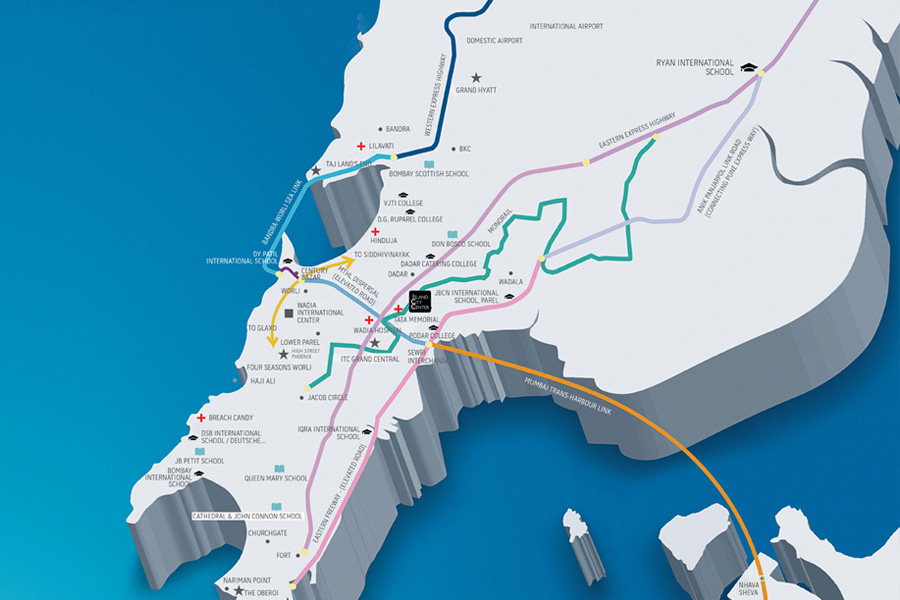 INTERNATIONAL AIRPORT
DOMESTIC AIRPORT
WESTERN EXPRESS HIGHWAY
GRAND HYATT
RYAN INTERNATIONAL
SCHOOL
EASTERN EXPRESS HIGHWAY
ANIK PANJARPOL LINK ROAD
(CONNECTING PUNE EXPRESS WAY)
BANDRA
LILAVATI
BKC
TAJ LAND'S END
BOMBAY SCOTTISH SCHOOL
BANDRA-WORLI SEA LINK
VJTI COLLEGE
D.G. RUPAREL COLLEGE
MONORAIL
HINDUJA
DON BOSCO SCHOOL
DY PATIL
INTERNATIONAL SCHOOL
TO SIDDHIVINAYAK
DADAR CATERING COLLEGE
CENTURY
BAZAR
DADAR
MTHL DISPERSAL
(ELEVATED ROAD)
WADALA
WORLI
JBCN INTERNATIONAL
SCHOOL, PAREL
ISLAND
CITY
CENTER
WADIA
INTERNATIONAL
CENTER
TATA MEMORIAL
TO GLAXO
WADIA HOSPITAL
PODAR COLLEGE
LOWER PAREL
HIGH STREET
PHOENIX
ITC GRAND CENTRAL
SEWRI
INTERCHANGE
FOUR SEASONS WORLI
HAJI ALI
MUMBAI TRANS-HARBOUR LINK
JACOB CIRCLE
BREACH CANDY
DSB INTERNATIONAL
SCHOOL / DEUTSCHE...
IQRA INTERNATIONAL
SCHOOL
JB PETIT SCHOOL
BOMBAY
INTERNATIONAL
SCHOOL
QUEEN MARY SCHOOL
EASTERN FREEWAY - (ELEVATED ROAD)
CATHEDRAL & JOHN CONNON SCHOOL
CHURCHGATE
FORT
NARIMAN POINT
THE OBEROI
NHAVA
SHEVA